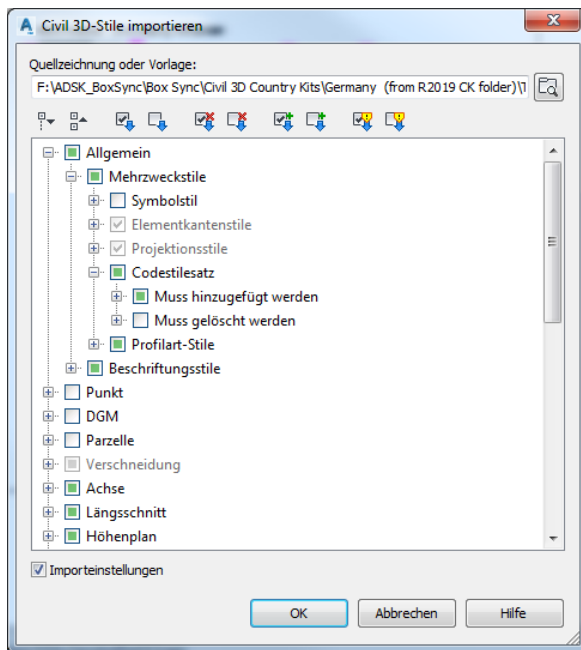 Civil 3D-Stile importieren
Quellzeichnung oder Vorlage:
F:\ADSK_BoxSync\Box Sync\Civil 3D Country Kits\Germany (from R2019 CK folder)\
Allgemein
Mehrzweckstile
Symbolstil
Elementkantenstile
Projektionsstile
Codestilesatz
Muss hinzugefügt werden
Muss gelöscht werden
Profilart-Stile
Beschriftungsstile
Punkt
DGM
Parzelle
Verschneidung
Achse
Längsschnitt
Höhenplan
Importeinstellungen
OK Abbrechen Hilfe